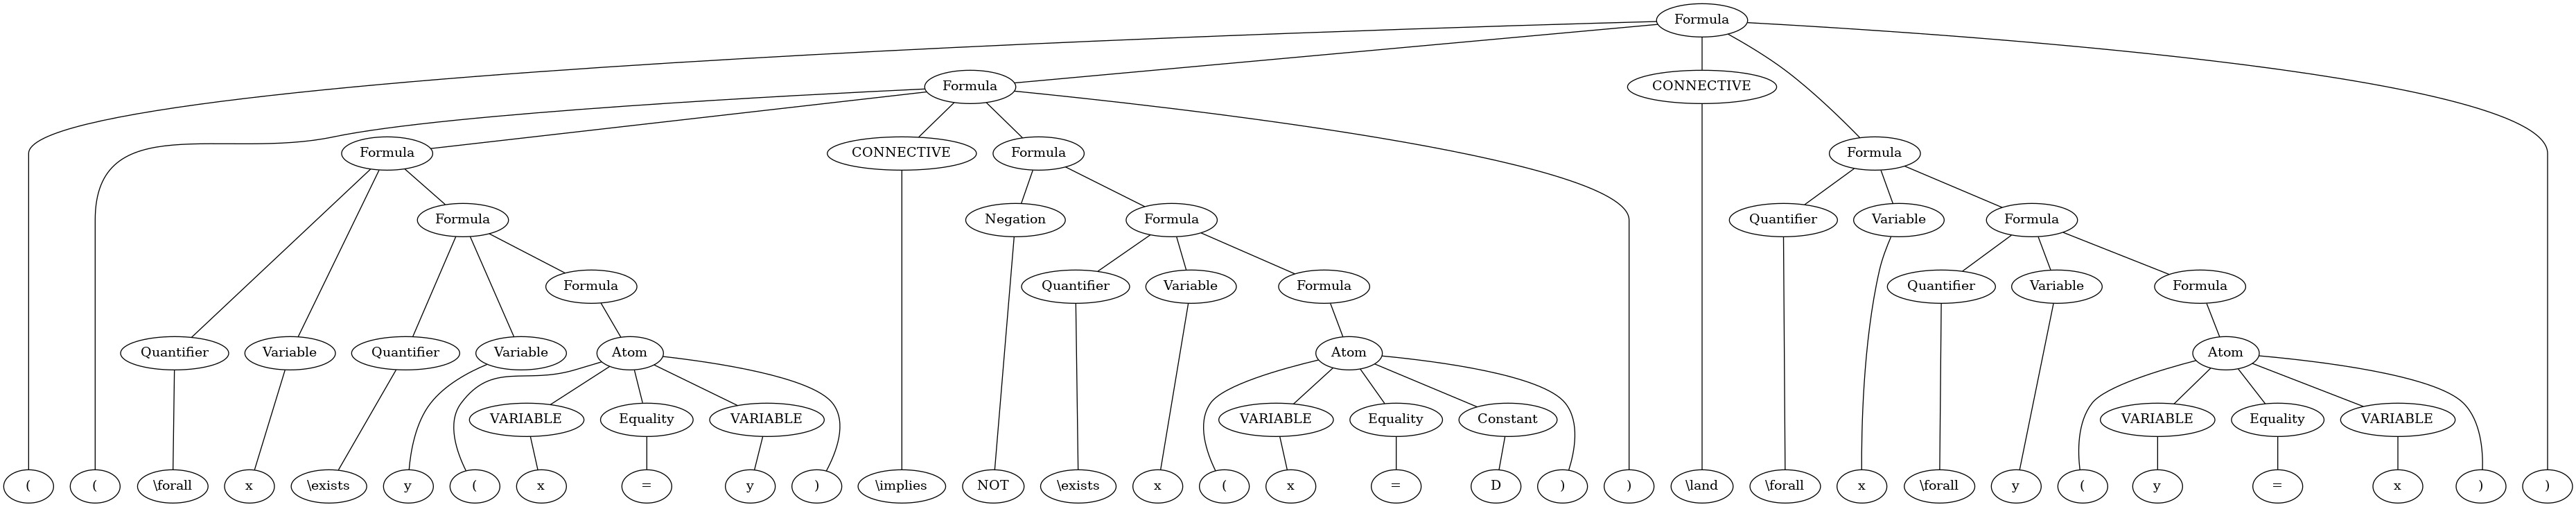 Formula
Formula CONNECTIVE
Formula CONNECTIVE Formula Formula
Formula Negation Formula Quantifier Variable Formula
Formula Quantifier Variable Formula Quantifier Variable Formula
Quantifier Variable Quantifier Variable Atom Atom Atom
VARIABLE Equality VARIABLE VARIABLE Equality Constant VARIABLE Equality VARIABLE
( ( \forall x \exists y ( x = y ) \implies NOT \exists x ( x = D ) ) \land \forall x \forall y ( y = x ) )